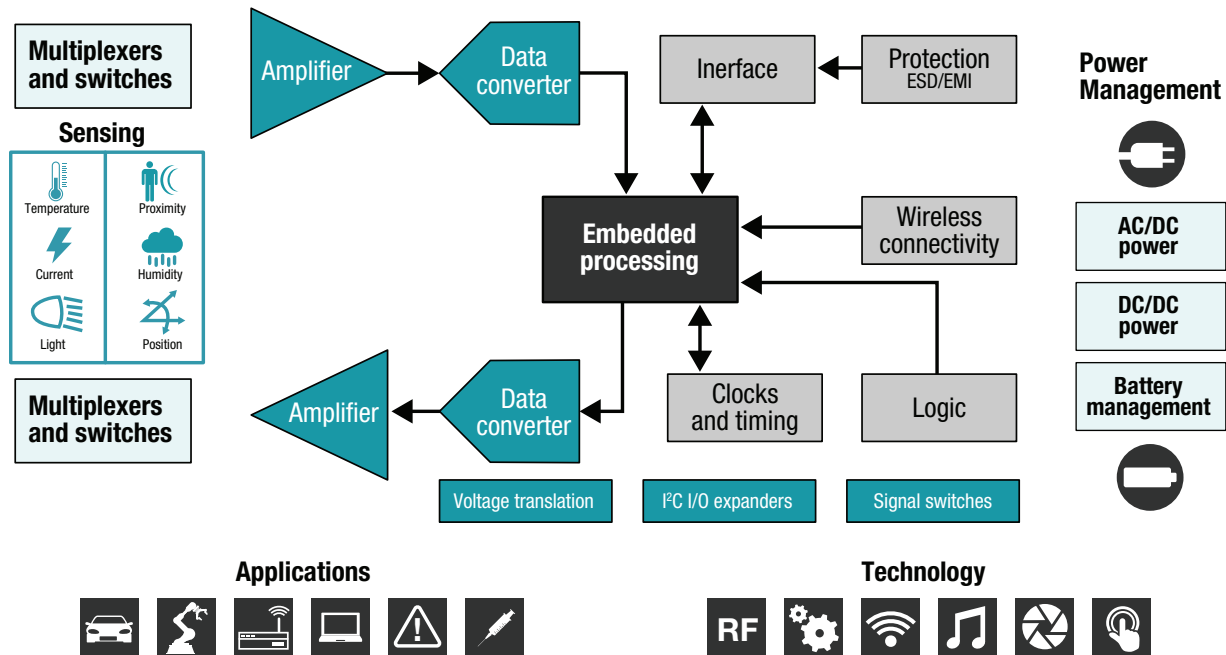 Multiplexers
and switches
Sensing
Temperature
Proximity
Current
Humidity
Light
Position
Multiplexers
and switches
Amplifier
Data
converter
Inerface
Protection
ESD/EMI
Embedded
processing
Wireless
connectivity
Amplifier
Data
converter
Clocks
and timing
Logic
Voltage translation
I²C I/O expanders
Signal switches
Power
Management
AC/DC
power
DC/DC
power
Battery
management
Applications
Technology
RF